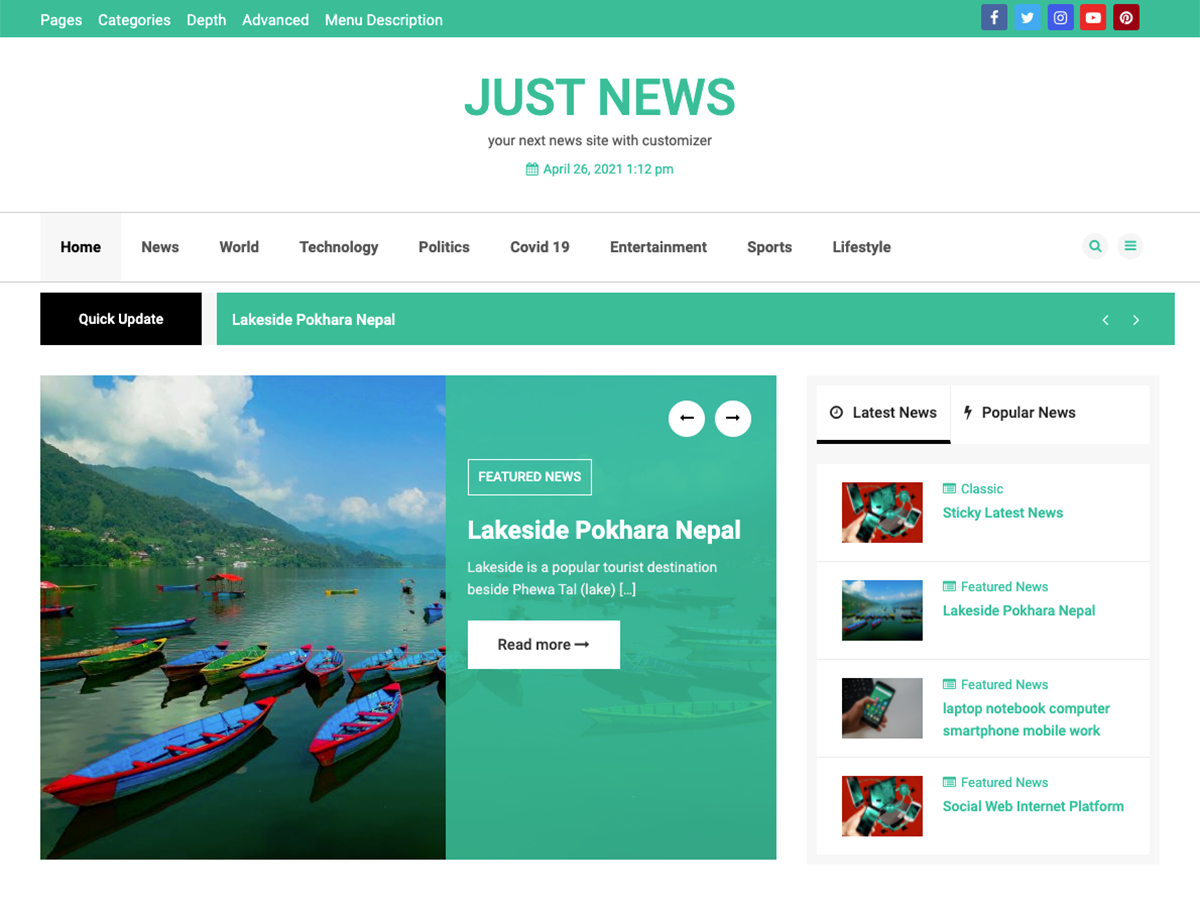 Pages Categories Depth Advanced Menu Description
JUST NEWS
your next news site with customizer
April 26, 2021 1:12 pm
Home News World Technology Politics Covid 19 Entertainment Sports Lifestyle
Quick Update
Lakeside Pokhara Nepal
FEATURED NEWS
Lakeside Pokhara Nepal
Lakeside is a popular tourist destination
beside Phewa Tal (lake) [...]
Read more
Latest News
Popular News
Classic
Sticky Latest News
Featured News
Lakeside Pokhara Nepal
Featured News
laptop notebook computer
smartphone mobile work
Featured News
Social Web Internet Platform